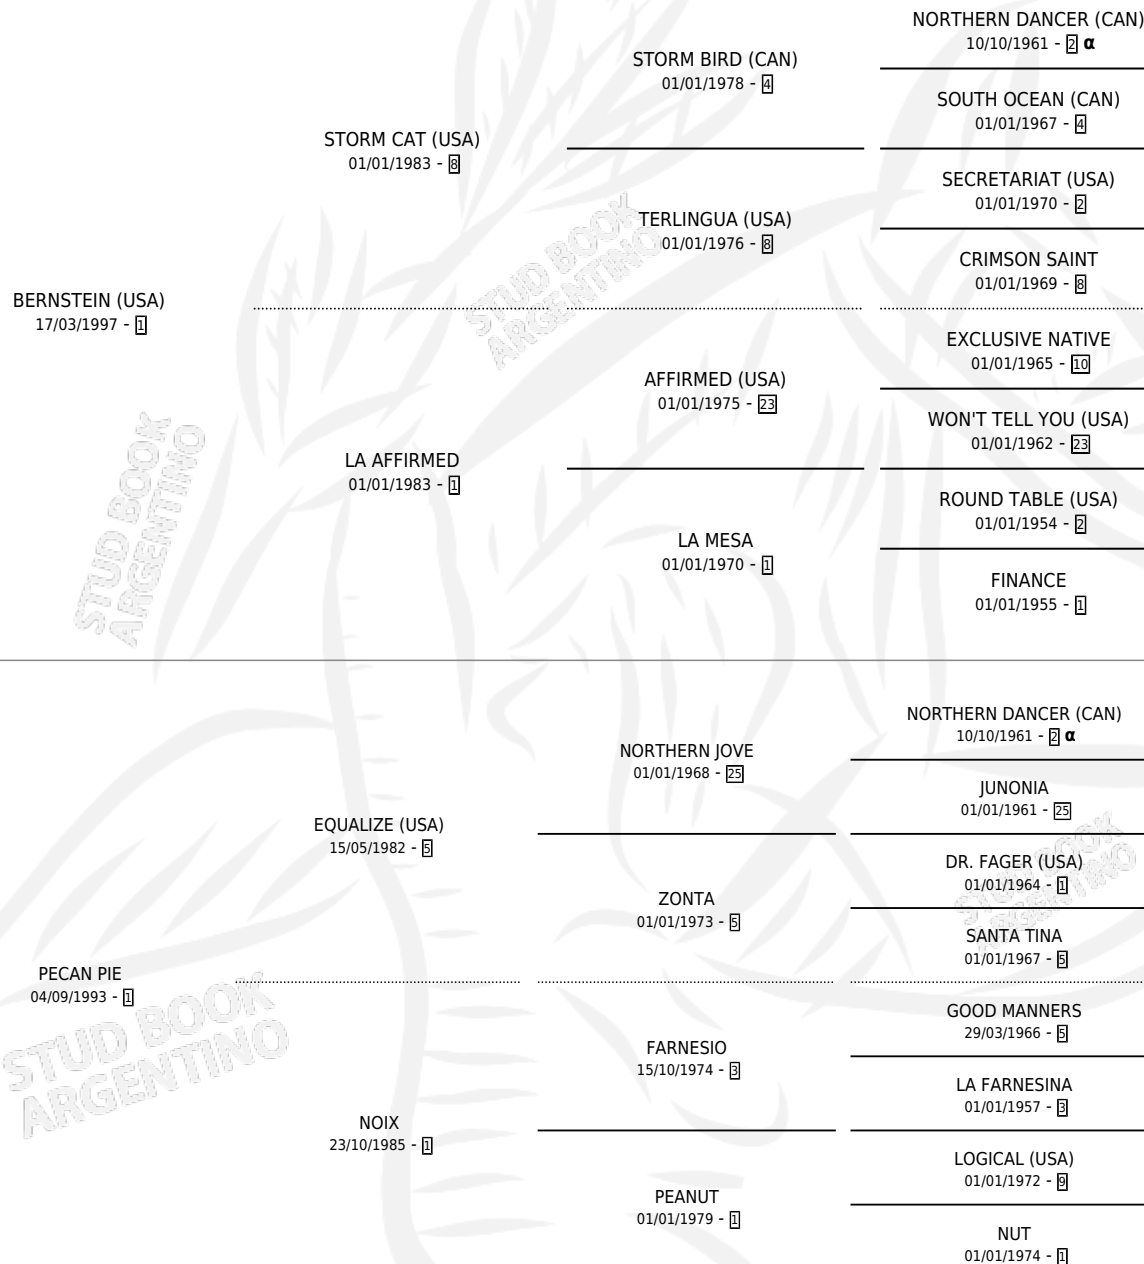 NORTHERN DANCER (CAN)
10/10/1961 - 2 α
STORM BIRD (CAN)
01/01/1978 - 4
SOUTH OCEAN (CAN)
01/01/1967 - 4
STORM CAT (USA)
01/01/1983 - 8
SECRETARIAT (USA)
01/01/1970 - 2
TERLINGUA (USA)
01/01/1976 - 8
CRIMSON SAINT
01/01/1969 - 8
STUD BOOK
ARGENTINO
BERNSTEIN (USA)
17/03/1997 - 1
EXCLUSIVE NATIVE
01/01/1965 - 10
AFFIRMED (USA)
01/01/1975 - 23
WON'T TELL YOU (USA)
01/01/1962 - 23
LA AFFIRMED
01/01/1983 - 1
ROUND TABLE (USA)
01/01/1954 - 2
LA MESA
01/01/1970 - 1
FINANCE
01/01/1955 - 1
STUD BOOK
ARGENTINO
NORTHERN DANCER (CAN)
10/10/1961 - 2 α
NORTHERN JOVE
01/01/1968 - 25
JUNONIA
01/01/1961 - 25
EQUALIZE (USA)
15/05/1982 - 5
DR. FAGER (USA)
01/01/1964 - 1
STUD BOOK
ARGENTINO
ZONTA
01/01/1973 - 5
SANTA TINA
01/01/1967 - 5
PECAN PIE
04/09/1993 - 1
GOOD MANNERS
29/03/1966 - 5
FARNESIO
15/10/1974 - 3
LA FARNESINA
01/01/1957 - 3
STUD BOOK
ARGENTINO
NOIX
23/10/1985 - 1
LOGICAL (USA)
01/01/1972 - 9
PEANUT
01/01/1979 - 1
NUT
01/01/1974 - 1